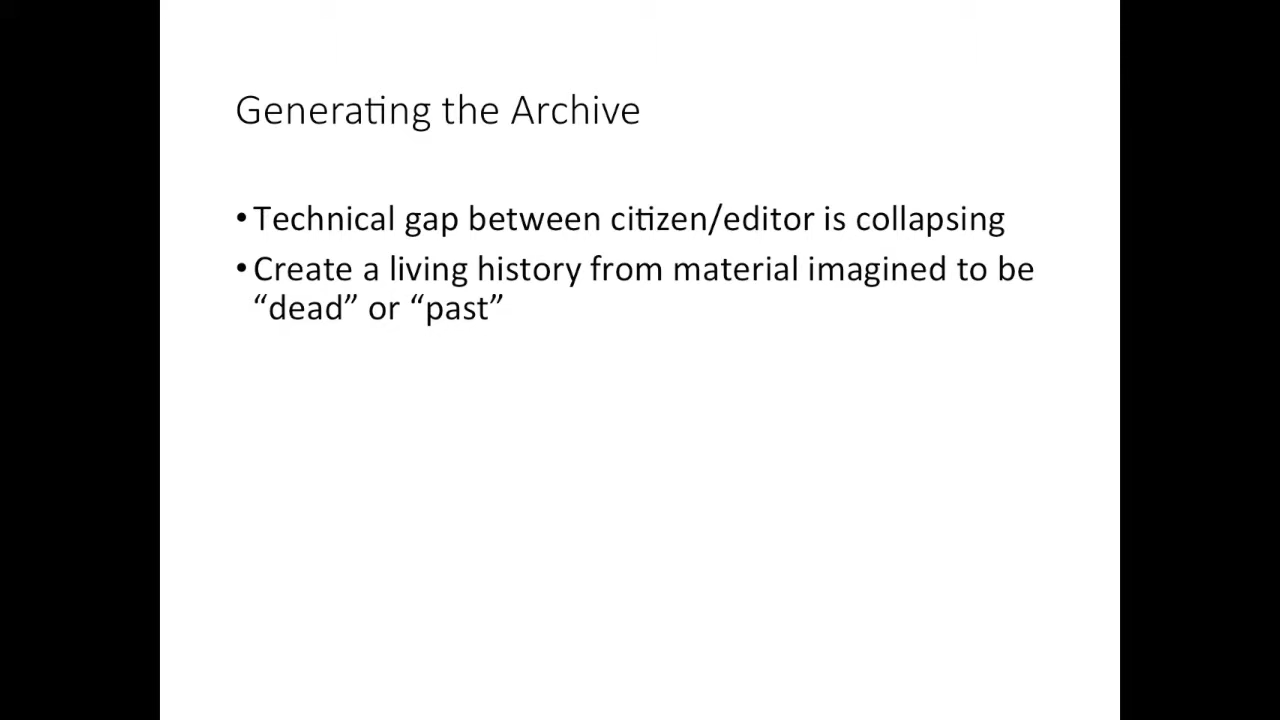 Generating the Archive
• Technical gap between citizen/editor is collapsing
• Create a living history from material imagined to be
“dead” or “past”